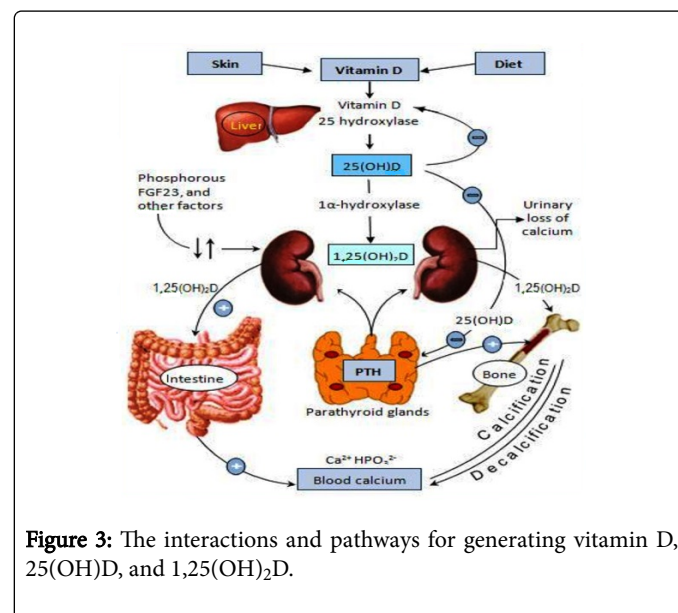 Skin
Vitamin D
Diet
Vitamin D
25 hydroxylase
Liver
25(OH)D
Phosphorous
FGF23, and
other factors
1α-hydroxylase
Urinary
loss of
calcium
1,25(OH)₂D
1,25(OH)₂D
1,25(OH)₂D
25(OH)D
+
+
+
Intestine
PTH
Bone
Parathyroid glands
Calcification
Decalcification
Blood calcium
Figure 3: The interactions and pathways for generating vitamin D,
25(OH)D, and 1,25(OH)₂D.